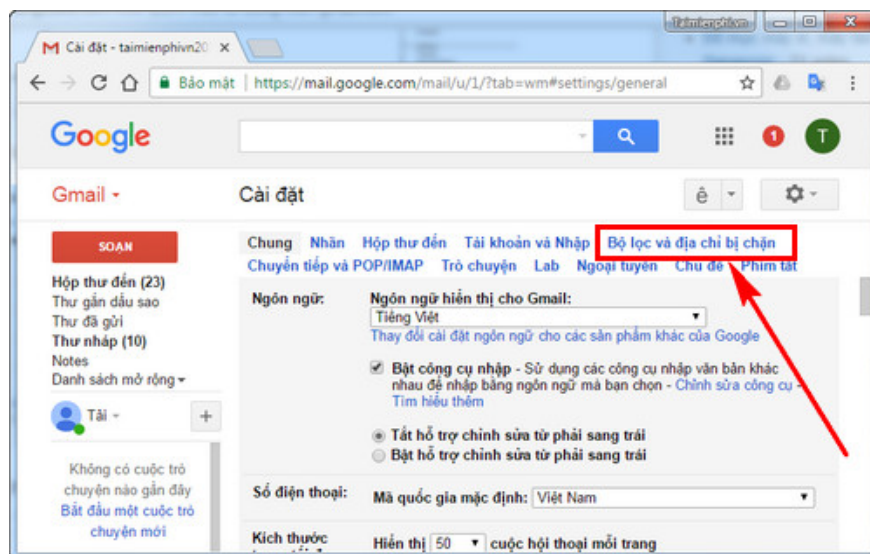 Taimienphivn
Cài đặt - taimienphivn20
Bảo mật | https://mail.google.com/mail/u/1/?tab=wm#settings/general
Google
1 T
Gmail Cài đặt ê
SOẠN
Hộp thư đến (23)
Thư gắn dấu sao
Thư đã gửi
Thư nháp (10)
Notes
Danh sách mở rộng
Tài
Không có cuộc trò
chuyện nào gần đây
Bắt đầu một cuộc trò
chuyện mới
Chung Nhãn Hộp thư đến Tài khoản và Nhập Bộ lọc và địa chỉ bị chặn
Chuyển tiếp và POP/IMAP Trò chuyện Lab Ngoại tuyến Chủ đề Phím tắt
Ngôn ngữ: Ngôn ngữ hiển thị cho Gmail:
Tiếng Việt
Thay đổi cài đặt ngôn ngữ cho các sản phẩm khác của Google
Bật công cụ nhập - Sử dụng các công cụ nhập văn bản khác
nhau để nhập bằng ngôn ngữ mà bạn chọn - Chỉnh sửa công cụ -
Tìm hiểu thêm
Tắt hỗ trợ chỉnh sửa từ phải sang trái
Bật hỗ trợ chỉnh sửa từ phải sang trái
Số điện thoại: Mã quốc gia mặc định: Việt Nam
Kích thước Hiển thị 50 cuộc hội thoại mỗi trang